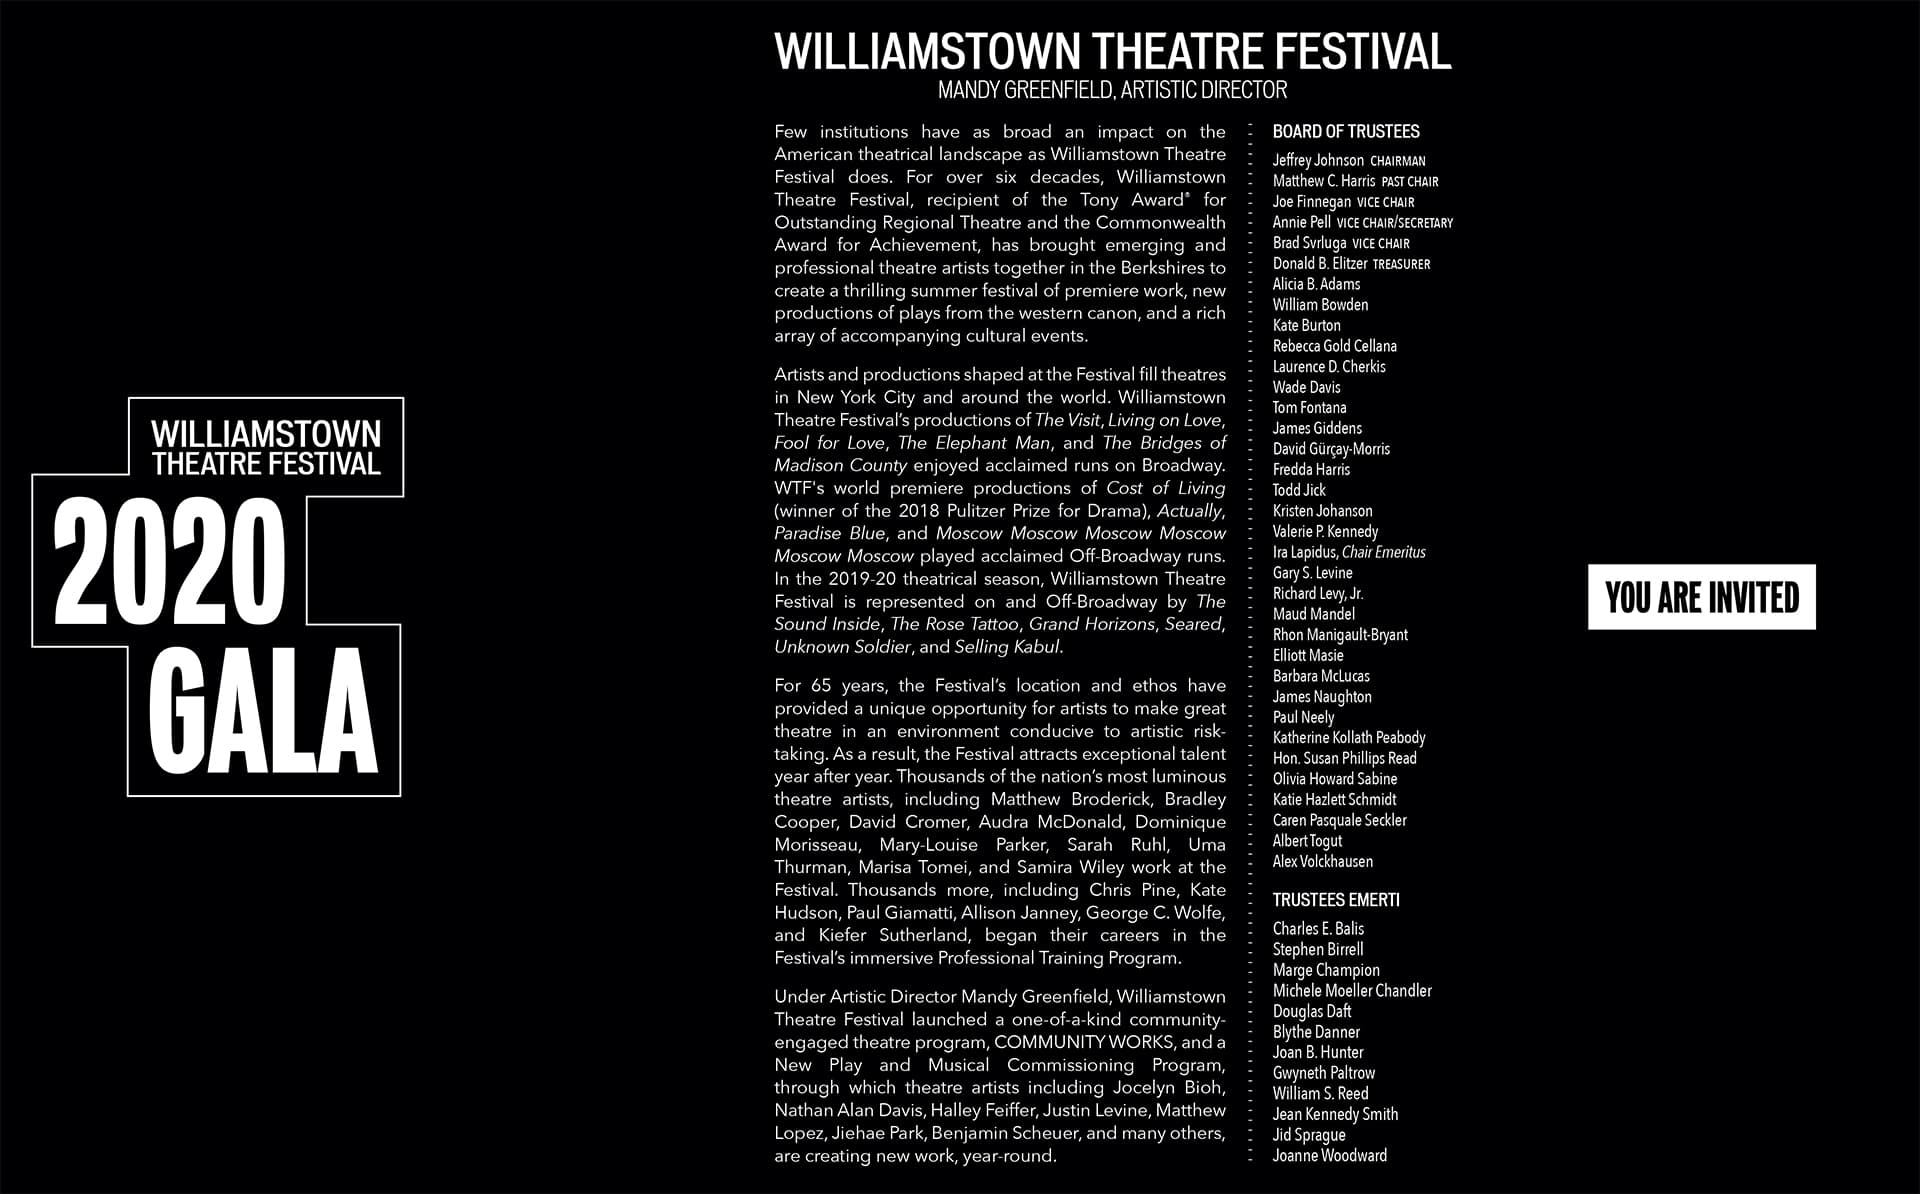 WILLIAMSTOWN
THEATRE FESTIVAL
2020
GALA
WILLIAMSTOWN THEATRE FESTIVAL
MANDY GREENFIELD, ARTISTIC DIRECTOR
Few institutions have as broad an impact on the
American theatrical landscape as Williamstown Theatre
Festival does. For over six decades, Williamstown
Theatre Festival, recipient of the Tony Award® for
Outstanding Regional Theatre and the Commonwealth
Award for Achievement, has brought emerging and
professional theatre artists together in the Berkshires to
create a thrilling summer festival of premiere work, new
productions of plays from the western canon, and a rich
array of accompanying cultural events.
Artists and productions shaped at the Festival fill theatres
in New York City and around the world. Williamstown
Theatre Festival's productions of The Visit, Living on Love,
Fool for Love, The Elephant Man, and The Bridges of
Madison County enjoyed acclaimed runs on Broadway.
WTF's world premiere productions of Cost of Living
(winner of the 2018 Pulitzer Prize for Drama), Actually,
Paradise Blue, and Moscow Moscow Moscow Moscow
Moscow Moscow played acclaimed Off-Broadway runs.
In the 2019-20 theatrical season, Williamstown Theatre
Festival is represented on and Off-Broadway by The
Sound Inside, The Rose Tattoo, Grand Horizons, Seared,
Unknown Soldier, and Selling Kabul.
For 65 years, the Festival's location and ethos have
provided a unique opportunity for artists to make great
theatre in an environment conducive to artistic risk-
taking. As a result, the Festival attracts exceptional talent
year after year. Thousands of the nation's most luminous
theatre artists, including Matthew Broderick, Bradley
Cooper, David Cromer, Audra McDonald, Dominique
Morisseau, Mary-Louise Parker, Sarah Ruhl, Uma
Thurman, Marisa Tomei, and Samira Wiley work at the
Festival. Thousands more, including Chris Pine, Kate
Hudson, Paul Giamatti, Allison Janney, George C. Wolfe,
and Kiefer Sutherland, began their careers in the
Festival's immersive Professional Training Program.
Under Artistic Director Mandy Greenfield, Williamstown
Theatre Festival launched a one-of-a-kind community-
engaged theatre program, COMMUNITY WORKS, and a
New Play and Musical Commissioning Program,
through which theatre artists including Jocelyn Bioh,
Nathan Alan Davis, Halley Feiffer, Justin Levine, Matthew
Lopez, Jiehae Park, Benjamin Scheuer, and many others,
are creating new work, year-round.
BOARD OF TRUSTEES
Jeffrey Johnson CHAIRMAN
Matthew C. Harris PAST CHAIR
Joe Finnegan VICE CHAIR
Annie Pell VICE CHAIR/SECRETARY
Brad Svrluga VICE CHAIR
Donald B. Elitzer TREASURER
Alicia B. Adams
William Bowden
Kate Burton
Rebecca Gold Cellana
Laurence D. Cherkis
Wade Davis
Tom Fontana
James Giddens
David Gürçay-Morris
Fredda Harris
Todd Jick
Kristen Johanson
Valerie P. Kennedy
Ira Lapidus, Chair Emeritus
Gary S. Levine
Richard Levy, Jr.
Maud Mandel
Rhon Manigault-Bryant
Elliott Masie
Barbara McLucas
James Naughton
Paul Neely
Katherine Kollath Peabody
Hon. Susan Phillips Read
Olivia Howard Sabine
Katie Hazlett Schmidt
Caren Pasquale Seckler
Albert Togut
Alex Volckhausen
TRUSTEES EMERTI
Charles E. Balis
Stephen Birrell
Marge Champion
Michele Moeller Chandler
Douglas Daft
Blythe Danner
Joan B. Hunter
Gwyneth Paltrow
William S. Reed
Jean Kennedy Smith
Jid Sprague
Joanne Woodward
YOU ARE INVITED